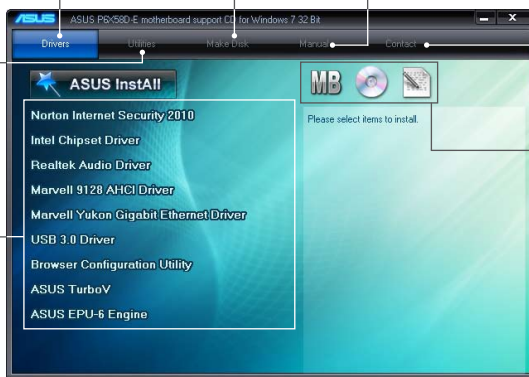 ASUS ASUS P6X58D-E motherboard support CD for Windows 7 32 Bit
Drivers Utilities Make Disk Manual Contact
ASUS InstAll
MB
Norton Internet Security 2010
Please select items to install.
Intel Chipset Driver
Realtek Audio Driver
Marvell 9128 AHCI Driver
Marvell Yukon Gigabit Ethernet Driver
USB 3.0 Driver
Browser Configuration Utility
ASUS TurboV
ASUS EPU-6 Engine